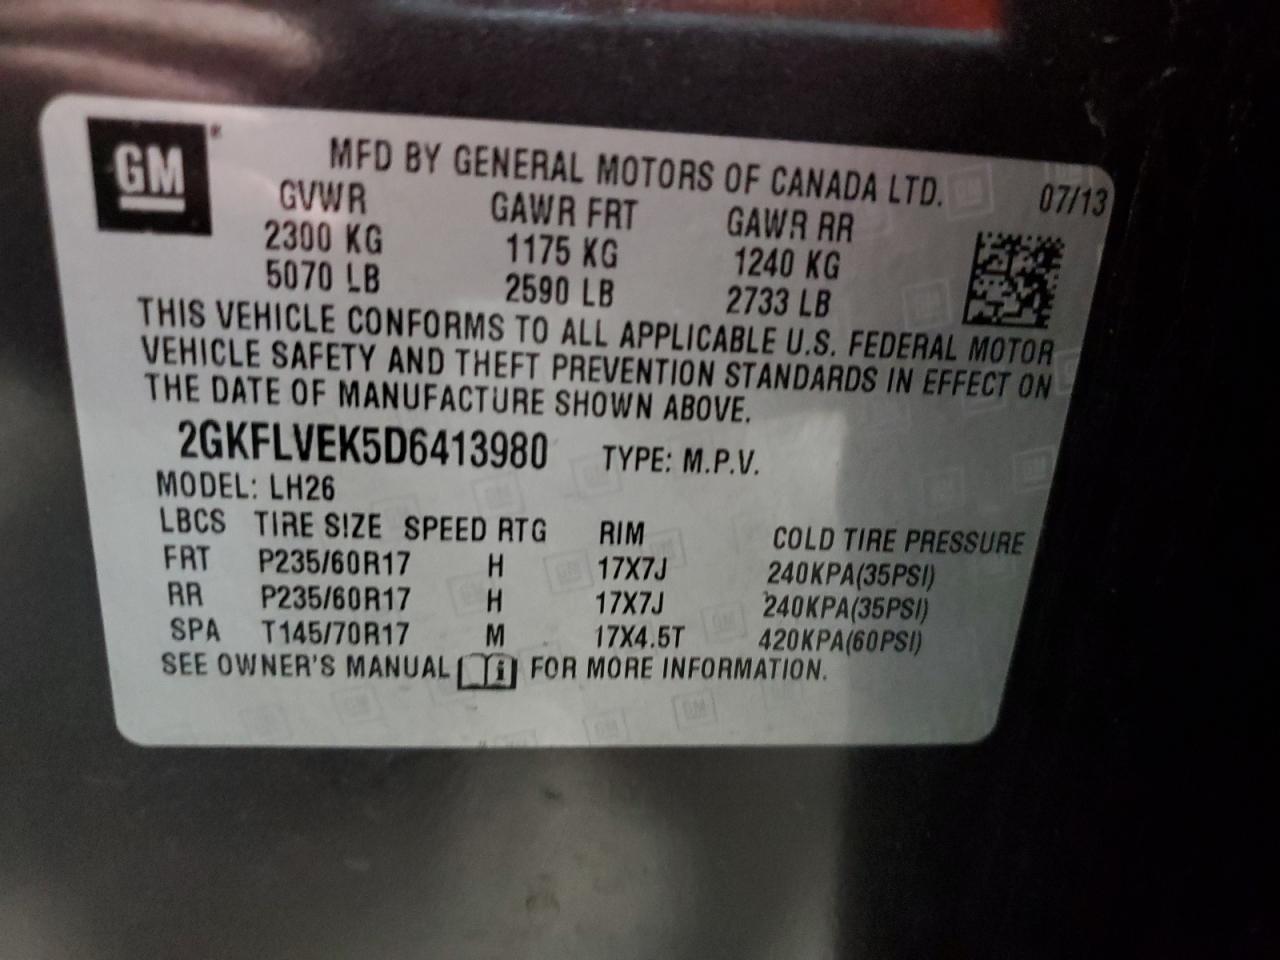 GM
MFD BY GENERAL MOTORS OF CANADA LTD. 07/13
GVWR GAWR FRT GAWR RR
2300 KG 1175 KG 1240 KG
5070 LB 2590 LB 2733 LB
THIS VEHICLE CONFORMS TO ALL APPLICABLE U.S. FEDERAL MOTOR
VEHICLE SAFETY AND THEFT PREVENTION STANDARDS IN EFFECT ON
THE DATE OF MANUFACTURE SHOWN ABOVE.
2GKFLVEK5D6413980 TYPE: M.P.V.
MODEL: LH26
LBCS TIRE SIZE SPEED RTG RIM COLD TIRE PRESSURE
FRT P235/60R17 H 17X7J 240KPA(35PSI)
RR P235/60R17 H 17X7J 240KPA(35PSI)
SPA T145/70R17 M 17X4.5T 420KPA(60PSI)
SEE OWNER'S MANUAL i FOR MORE INFORMATION.